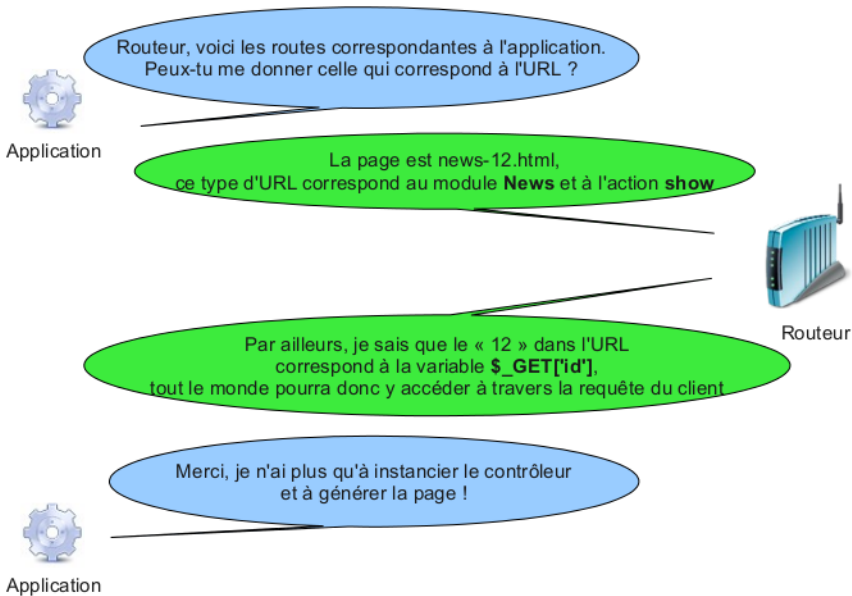 Routeur, voici les routes correspondantes à l'application.
Peux-tu me donner celle qui correspond à l'URL ?
Application
La page est news-12.html,
ce type d'URL correspond au module News et à l'action show
Routeur
Par ailleurs, je sais que le « 12 » dans l'URL
correspond à la variable $_GET['id'],
tout le monde pourra donc y accéder à travers la requête du client
Merci, je n'ai plus qu'à instancier le contrôleur
et à générer la page !
Application